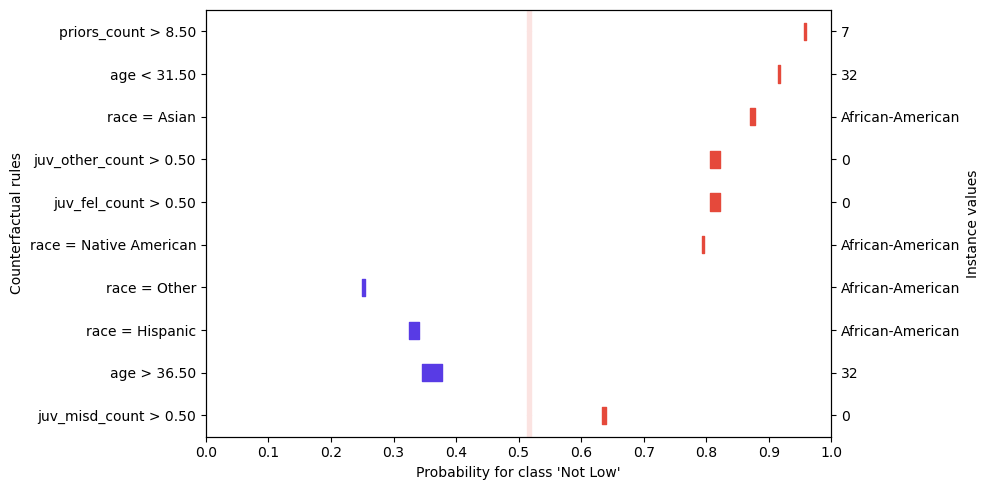 priors_count > 8.50
7
age < 31.50
32
race = Asian
African-American
juv_other_count > 0.50
0
juv_fel_count > 0.50
0
race = Native American
African-American
race = Other
African-American
race = Hispanic
African-American
age > 36.50
32
juv_misd_count > 0.50
0
Counterfactual rules
Instance values
0.0 0.1 0.2 0.3 0.4 0.5 0.6 0.7 0.8 0.9 1.0
Probability for class 'Not Low'